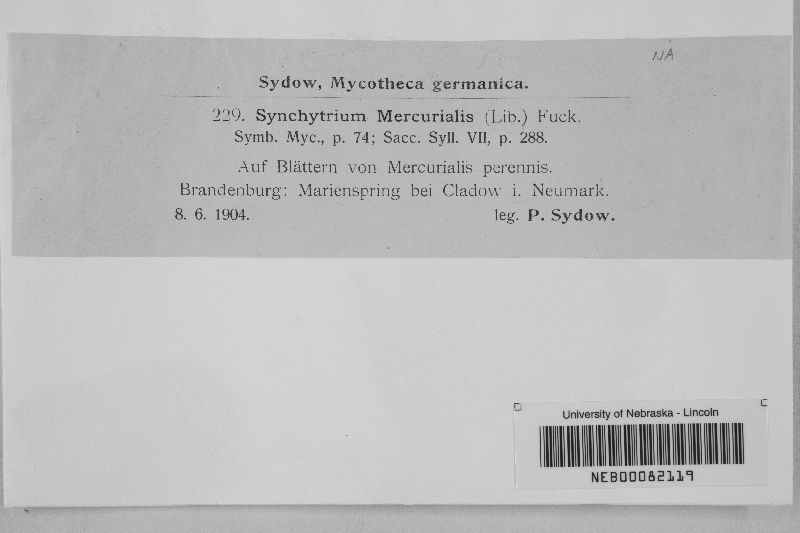 NA
Sydow, Mycotheca germanica.
229. Synchytrium Mercurialis (Lib.) Fuck.
Symb. Myc., p. 74; Sacc. Syll. VII, p. 288.
Auf Blättern von Mercurialis perennis.
Brandenburg: Marienspring bei Cladow i. Neumark.
8. 6. 1904. leg. P. Sydow.
University of Nebraska - Lincoln
NEB00062119